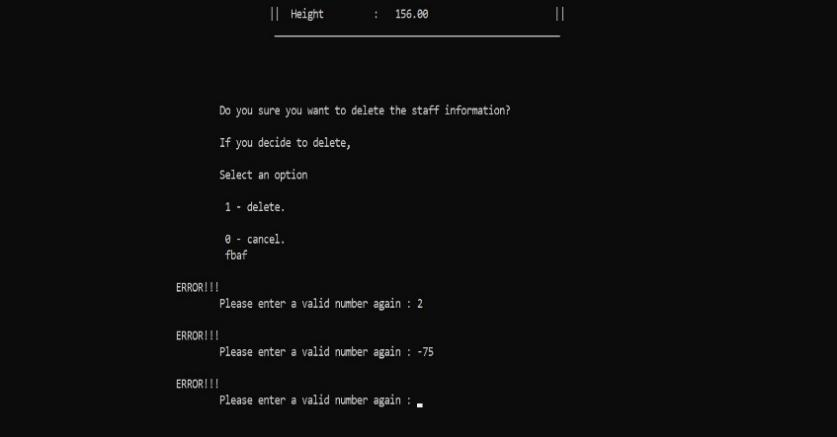 || Height : 156.00 ||
Do you sure you want to delete the staff information?
If you decide to delete,
Select an option
1 - delete.
0 - cancel.
fbaf
ERROR!!!
Please enter a valid number again : 2
ERROR!!!
Please enter a valid number again : -75
ERROR!!!
Please enter a valid number again :